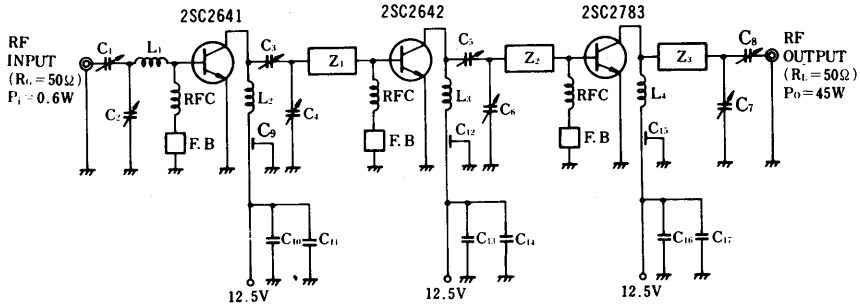 2SC2641
2SC2642
2SC2783
RF
INPUT
(RL=50Ω
Pi=0.6W
C1
L1
C2
RFC
F.B
C3
L2
C4
C9
Z1
RFC
F.B
C5
L3
C6
C12
Z2
RFC
F.B
L4
C15
Z3
C7
C8
RF
OUTPUT
(RL=50Ω
Po=45W
C10
C11
C13
C14
C16
C17
12.5V
12.5V
12.5V